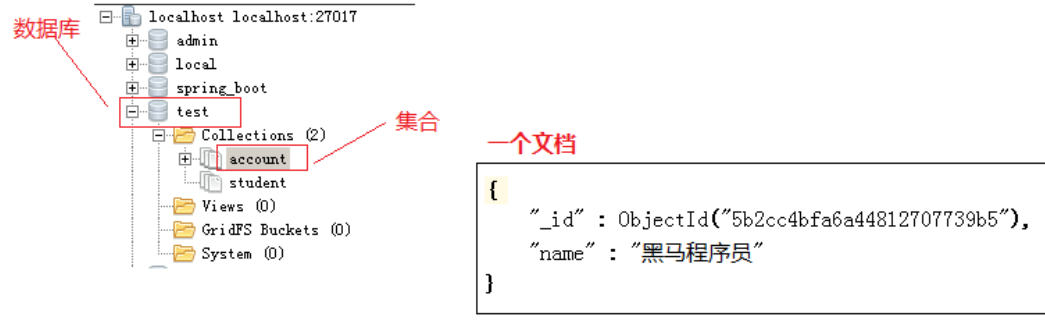 数据库
localhost localhost:27017
admin
local
spring_boot
test
Collections (2)
account
student
Views (0)
GridFS Buckets (0)
System (0)
集合
一个文档
{
"_id" : ObjectId("5b2cc4bfa6a44812707739b5"),
"name" : "黑马程序员"
}